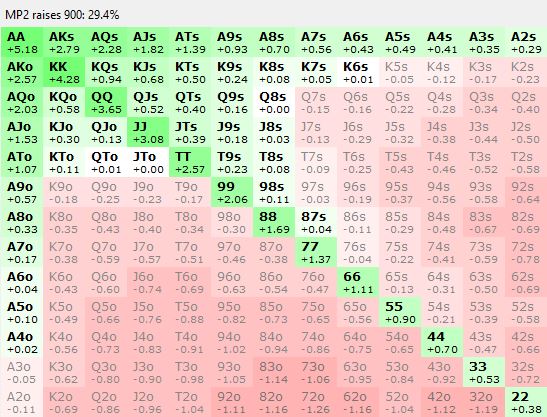 MP2 raises 900: 29.4%
AA AKs AQs AJs ATs A9s A8s A7s A6s A5s A4s A3s A2s
+5.18 +2.79 +2.28 +1.82 +1.39 +0.93 +0.70 +0.56 +0.43 +0.49 +0.41 +0.35 +0.29
AKo KK KQs KJs KTs K9s K8s K7s K6s K5s K4s K3s K2s
+2.57 +4.28 +0.94 +0.68 +0.50 +0.24 +0.08 +0.05 +0.01 -0.05 -0.12 -0.17 -0.23
AQo KQo QQ QJs QTs Q9s Q8s Q7s Q6s Q5s Q4s Q3s Q2s
+2.03 +0.58 +3.65 +0.52 +0.40 +0.16 +0.00 -0.15 -0.16 -0.22 -0.28 -0.34 -0.40
AJo KJo QJo JJ JTs J9s J8s J7s J6s J5s J4s J3s J2s
+1.53 +0.30 +0.13 +3.08 +0.39 +0.18 +0.03 -0.13 -0.29 -0.32 -0.38 -0.44 -0.50
ATo KTo QTo JTo TT T9s T8s T7s T6s T5s T4s T3s T2s
+1.07 +0.11 +0.01 +0.00 +2.57 +0.23 +0.08 -0.09 -0.25 -0.43 -0.46 -0.52 -0.58
A9o K9o Q9o J9o T9o 99 98s 97s 96s 95s 94s 93s 92s
+0.57 -0.18 -0.25 -0.23 -0.17 +2.06 +0.11 -0.03 -0.19 -0.37 -0.56 -0.58 -0.64
A8o K8o Q8o J8o T8o 98o 88 87s 86s 85s 84s 83s 82s
+0.33 -0.35 -0.43 -0.40 -0.34 -0.30 +1.69 +0.04 -0.11 -0.29 -0.48 -0.67 -0.69
A7o K7o Q7o J7o T7o 97o 87o 77 76s 75s 74s 73s 72s
+0.17 -0.38 -0.59 -0.57 -0.51 -0.46 -0.38 +1.37 -0.04 -0.22 -0.41 -0.59 -0.78
A6o K6o Q6o J6o T6o 96o 86o 76o 66 65s 64s 63s 62s
+0.04 -0.43 -0.60 -0.74 -0.69 -0.63 -0.54 -0.47 +1.11 -0.13 -0.31 -0.50 -0.69
A5o K5o Q5o J5o T5o 95o 85o 75o 65o 55 54s 53s 52s
+0.10 -0.49 -0.66 -0.76 -0.88 -0.82 -0.73 -0.65 -0.56 +0.90 -0.21 -0.39 -0.58
A4o K4o Q4o J4o T4o 94o 84o 74o 64o 54o 44 43s 42s
+0.02 -0.56 -0.73 -0.83 -0.91 -1.02 -0.94 -0.86 -0.75 -0.65 +0.70 -0.47 -0.66
A3o K3o Q3o J3o T3o 93o 83o 73o 63o 53o 43o 33 32s
-0.05 -0.62 -0.80 -0.90 -0.98 -1.05 -1.14 -1.06 -0.95 -0.84 -0.92 +0.53 -0.72
A2o K2o Q2o J2o T2o 92o 82o 72o 62o 52o 42o 32o 22
-0.11 -0.69 -0.86 -0.96 -1.04 -1.11 -1.16 -1.26 -1.16 -1.04 -1.12 -1.19 +0.38